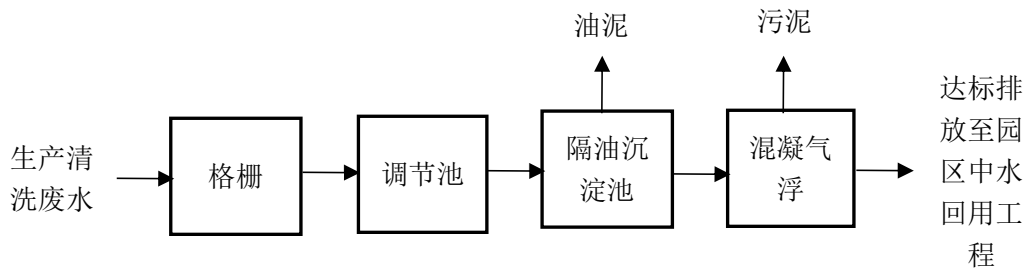 油泥
污泥
生产清
洗废水
格栅
调节池
隔油沉
淀池
混凝气
浮
达标排
放至园
区中水
回用工
程